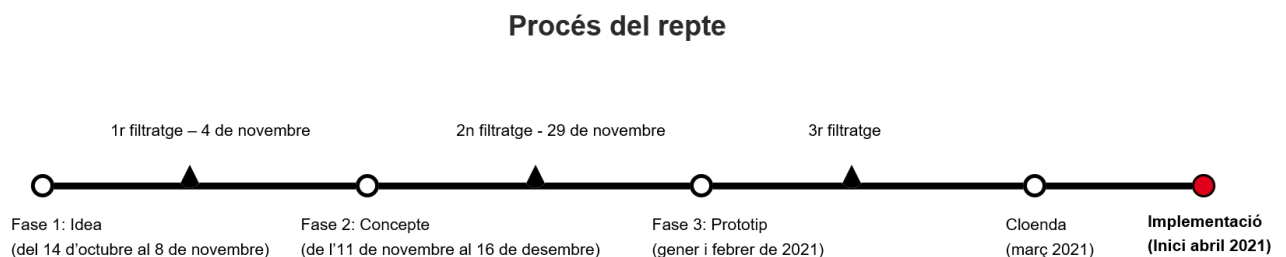 Procés del repte
1r filtratge – 4 de novembre
2n filtratge - 29 de novembre
3r filtratge
Fase 1: Idea
(del 14 d’octubre al 8 de novembre)
Fase 2: Concepte
(de l’11 de novembre al 16 de desembre)
Fase 3: Prototip
(gener i febrer de 2021)
Cloenda
(març 2021)
Implementació
(Inici abril 2021)